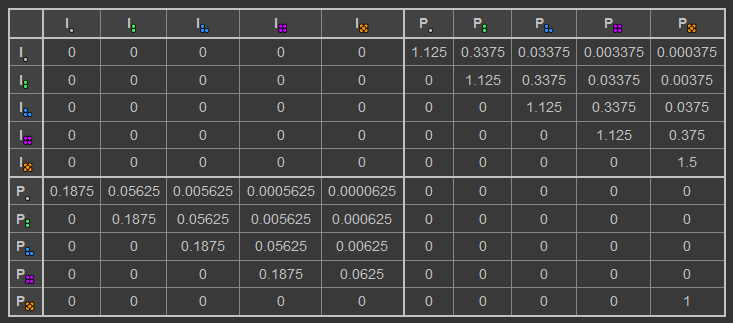 I I I I I P P P P P
I 0 0 0 0 0 1.125 0.3375 0.03375 0.003375 0.000375
I 0 0 0 0 0 0 1.125 0.3375 0.03375 0.00375
I 0 0 0 0 0 0 0 1.125 0.3375 0.0375
I 0 0 0 0 0 0 0 0 1.125 0.375
I 0 0 0 0 0 0 0 0 0 1.5
P 0.1875 0.05625 0.005625 0.0005625 0.0000625 0 0 0 0 0
P 0 0.1875 0.05625 0.005625 0.000625 0 0 0 0 0
P 0 0 0.1875 0.05625 0.00625 0 0 0 0 0
P 0 0 0 0.1875 0.0625 0 0 0 0 0
P 0 0 0 0 0 0 0 0 0 1